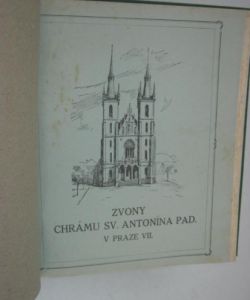 ZVONY
CHRÁMU SV. ANTONÍNA PAD.
V PRAZE VII.